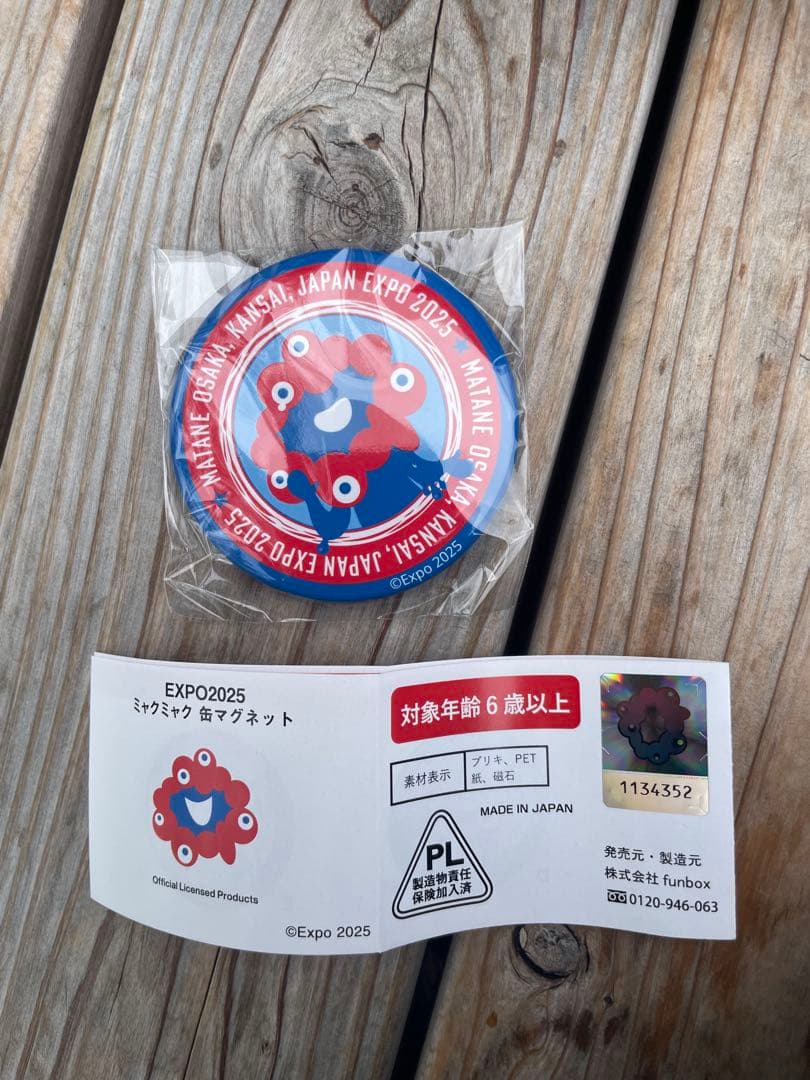 MATANE OSAKA, KANSAI, JAPAN EXPO 2025 ★ MATANE OSAKA, KANSAI, JAPAN EXPO 2025 ★
©Expo 2025
EXPO2025
ミャクミャク 缶マグネット
Official Licensed Products
©Expo 2025
対象年齢6歳以上
素材表示
ブリキ、PET
紙、磁石
MADE IN JAPAN
PL
製造物責任
保険加入済
1134352
発売元・製造元
株式会社 funbox
0120-946-063